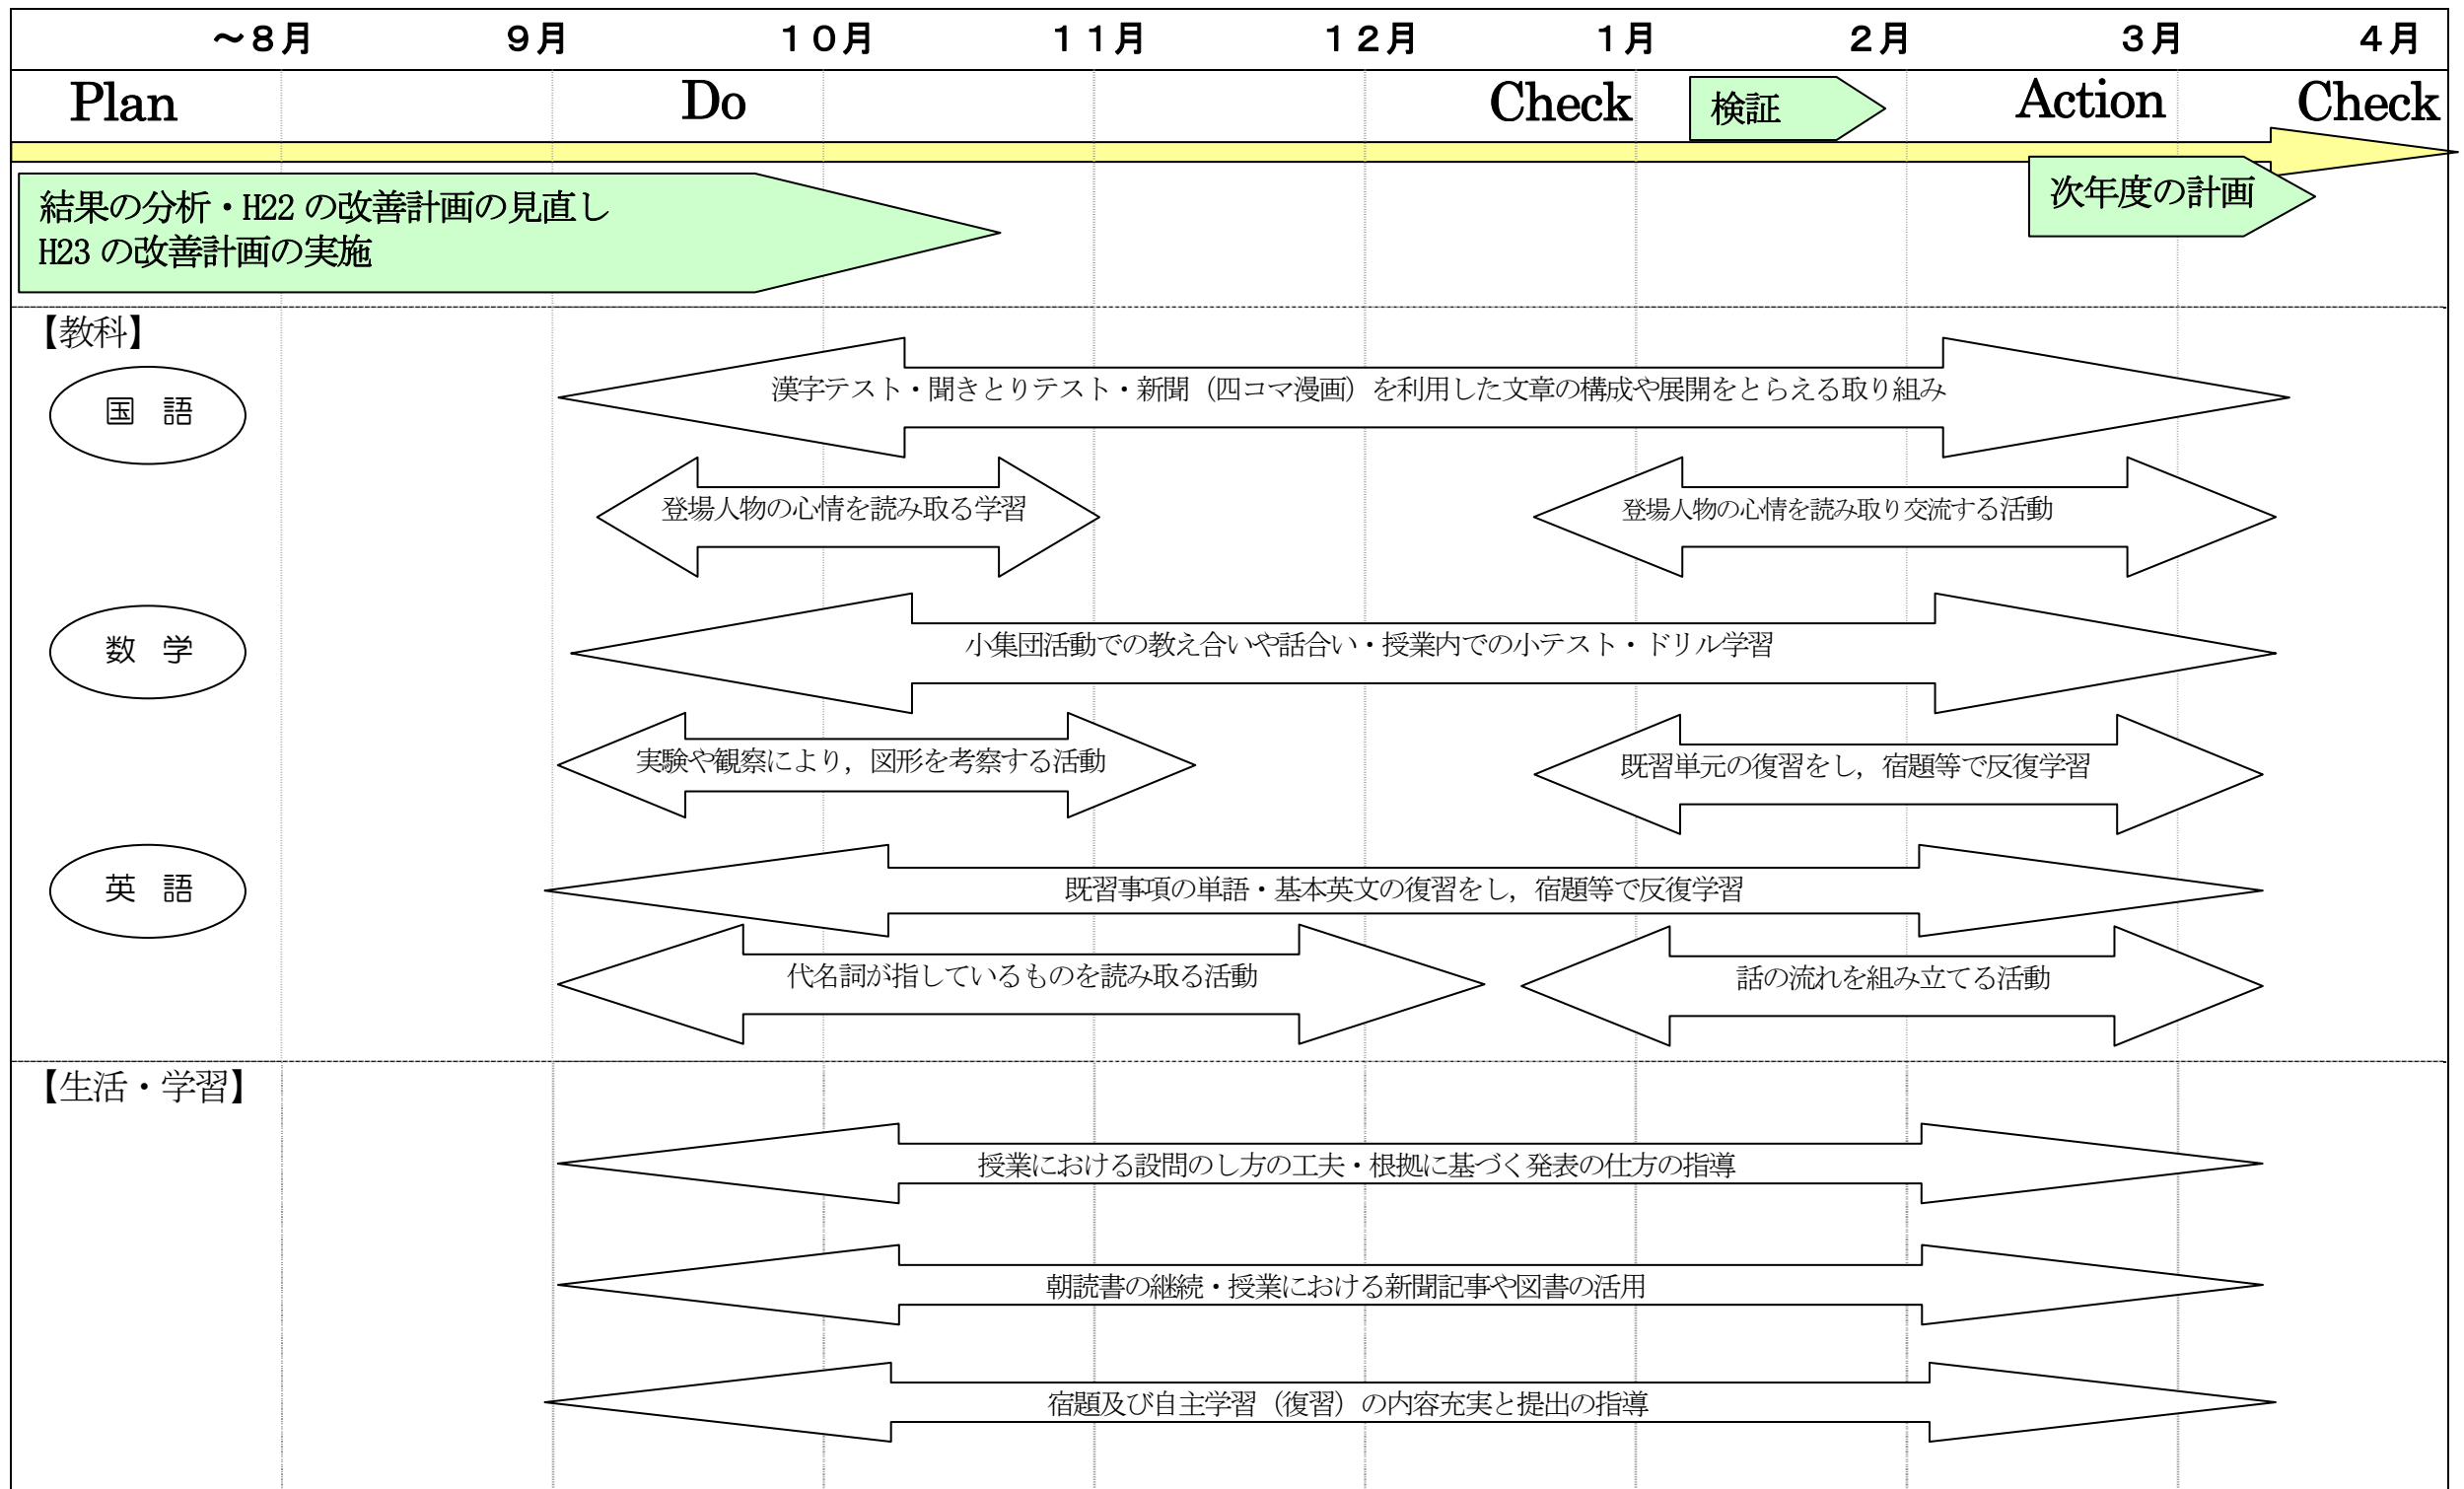 ～８月 ９月 １０月 １１月 １２月 １月 ２月 ３月 ４月
Plan Do Check 検証 Action Check
次年度の計画
結果の分析・H22 の改善計画の見直し
H23 の改善計画の実施
【教科】
国 語
漢字テスト・聞きとりテスト・新聞（四コマ漫画）を利用した文章の構成や展開をとらえる取り組み
登場人物の心情を読み取る学習
登場人物の心情を読み取り交流する活動
数 学
小集団活動での教え合いや話合い・授業内での小テスト・ドリル学習
実験や観察により，図形を考察する活動
既習単元の復習をし，宿題等で反復学習
英 語
既習事項の単語・基本英文の復習をし，宿題等で反復学習
代名詞が指しているものを読み取る活動
話の流れを組み立てる活動
【生活・学習】
授業における設問のし方の工夫・根拠に基づく発表の仕方の指導
朝読書の継続・授業における新聞記事や図書の活用
宿題及び自主学習（復習）の内容充実と提出の指導